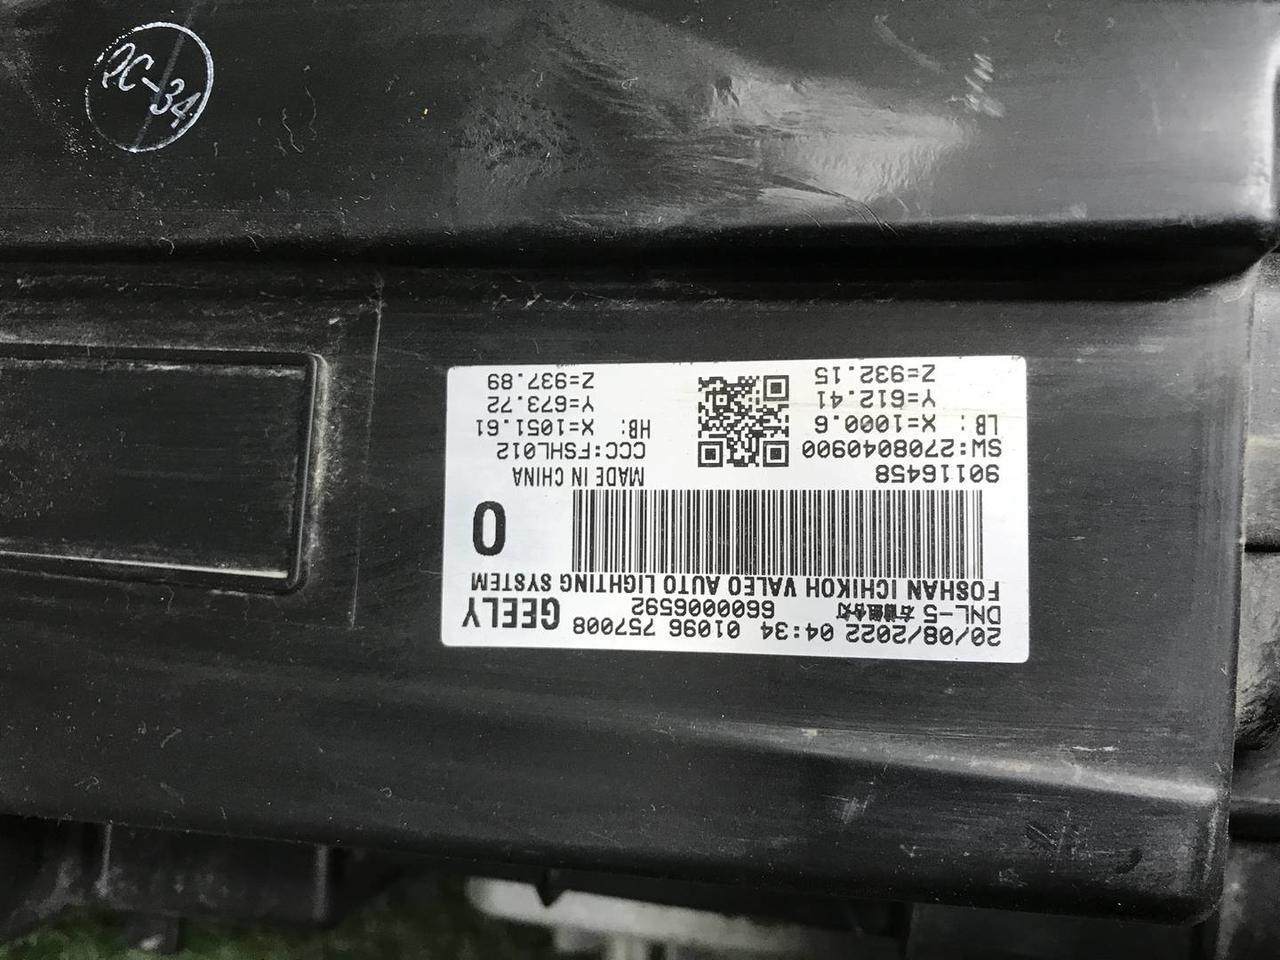 20/08/2022 04:34 01096 757008
DNL-5 右前组合灯 6600006592
GEELY
FOSHAN ICHIKOH VALEO AUTO LIGHTING SYSTEM
0
90116458
MADE IN CHINA
SW:2708040900
CCC:FSHL012
LB: X=1000.6
Y=612.41
Z=932.15
HB: X=1051.61
Y=673.72
Z=937.89
2C-34